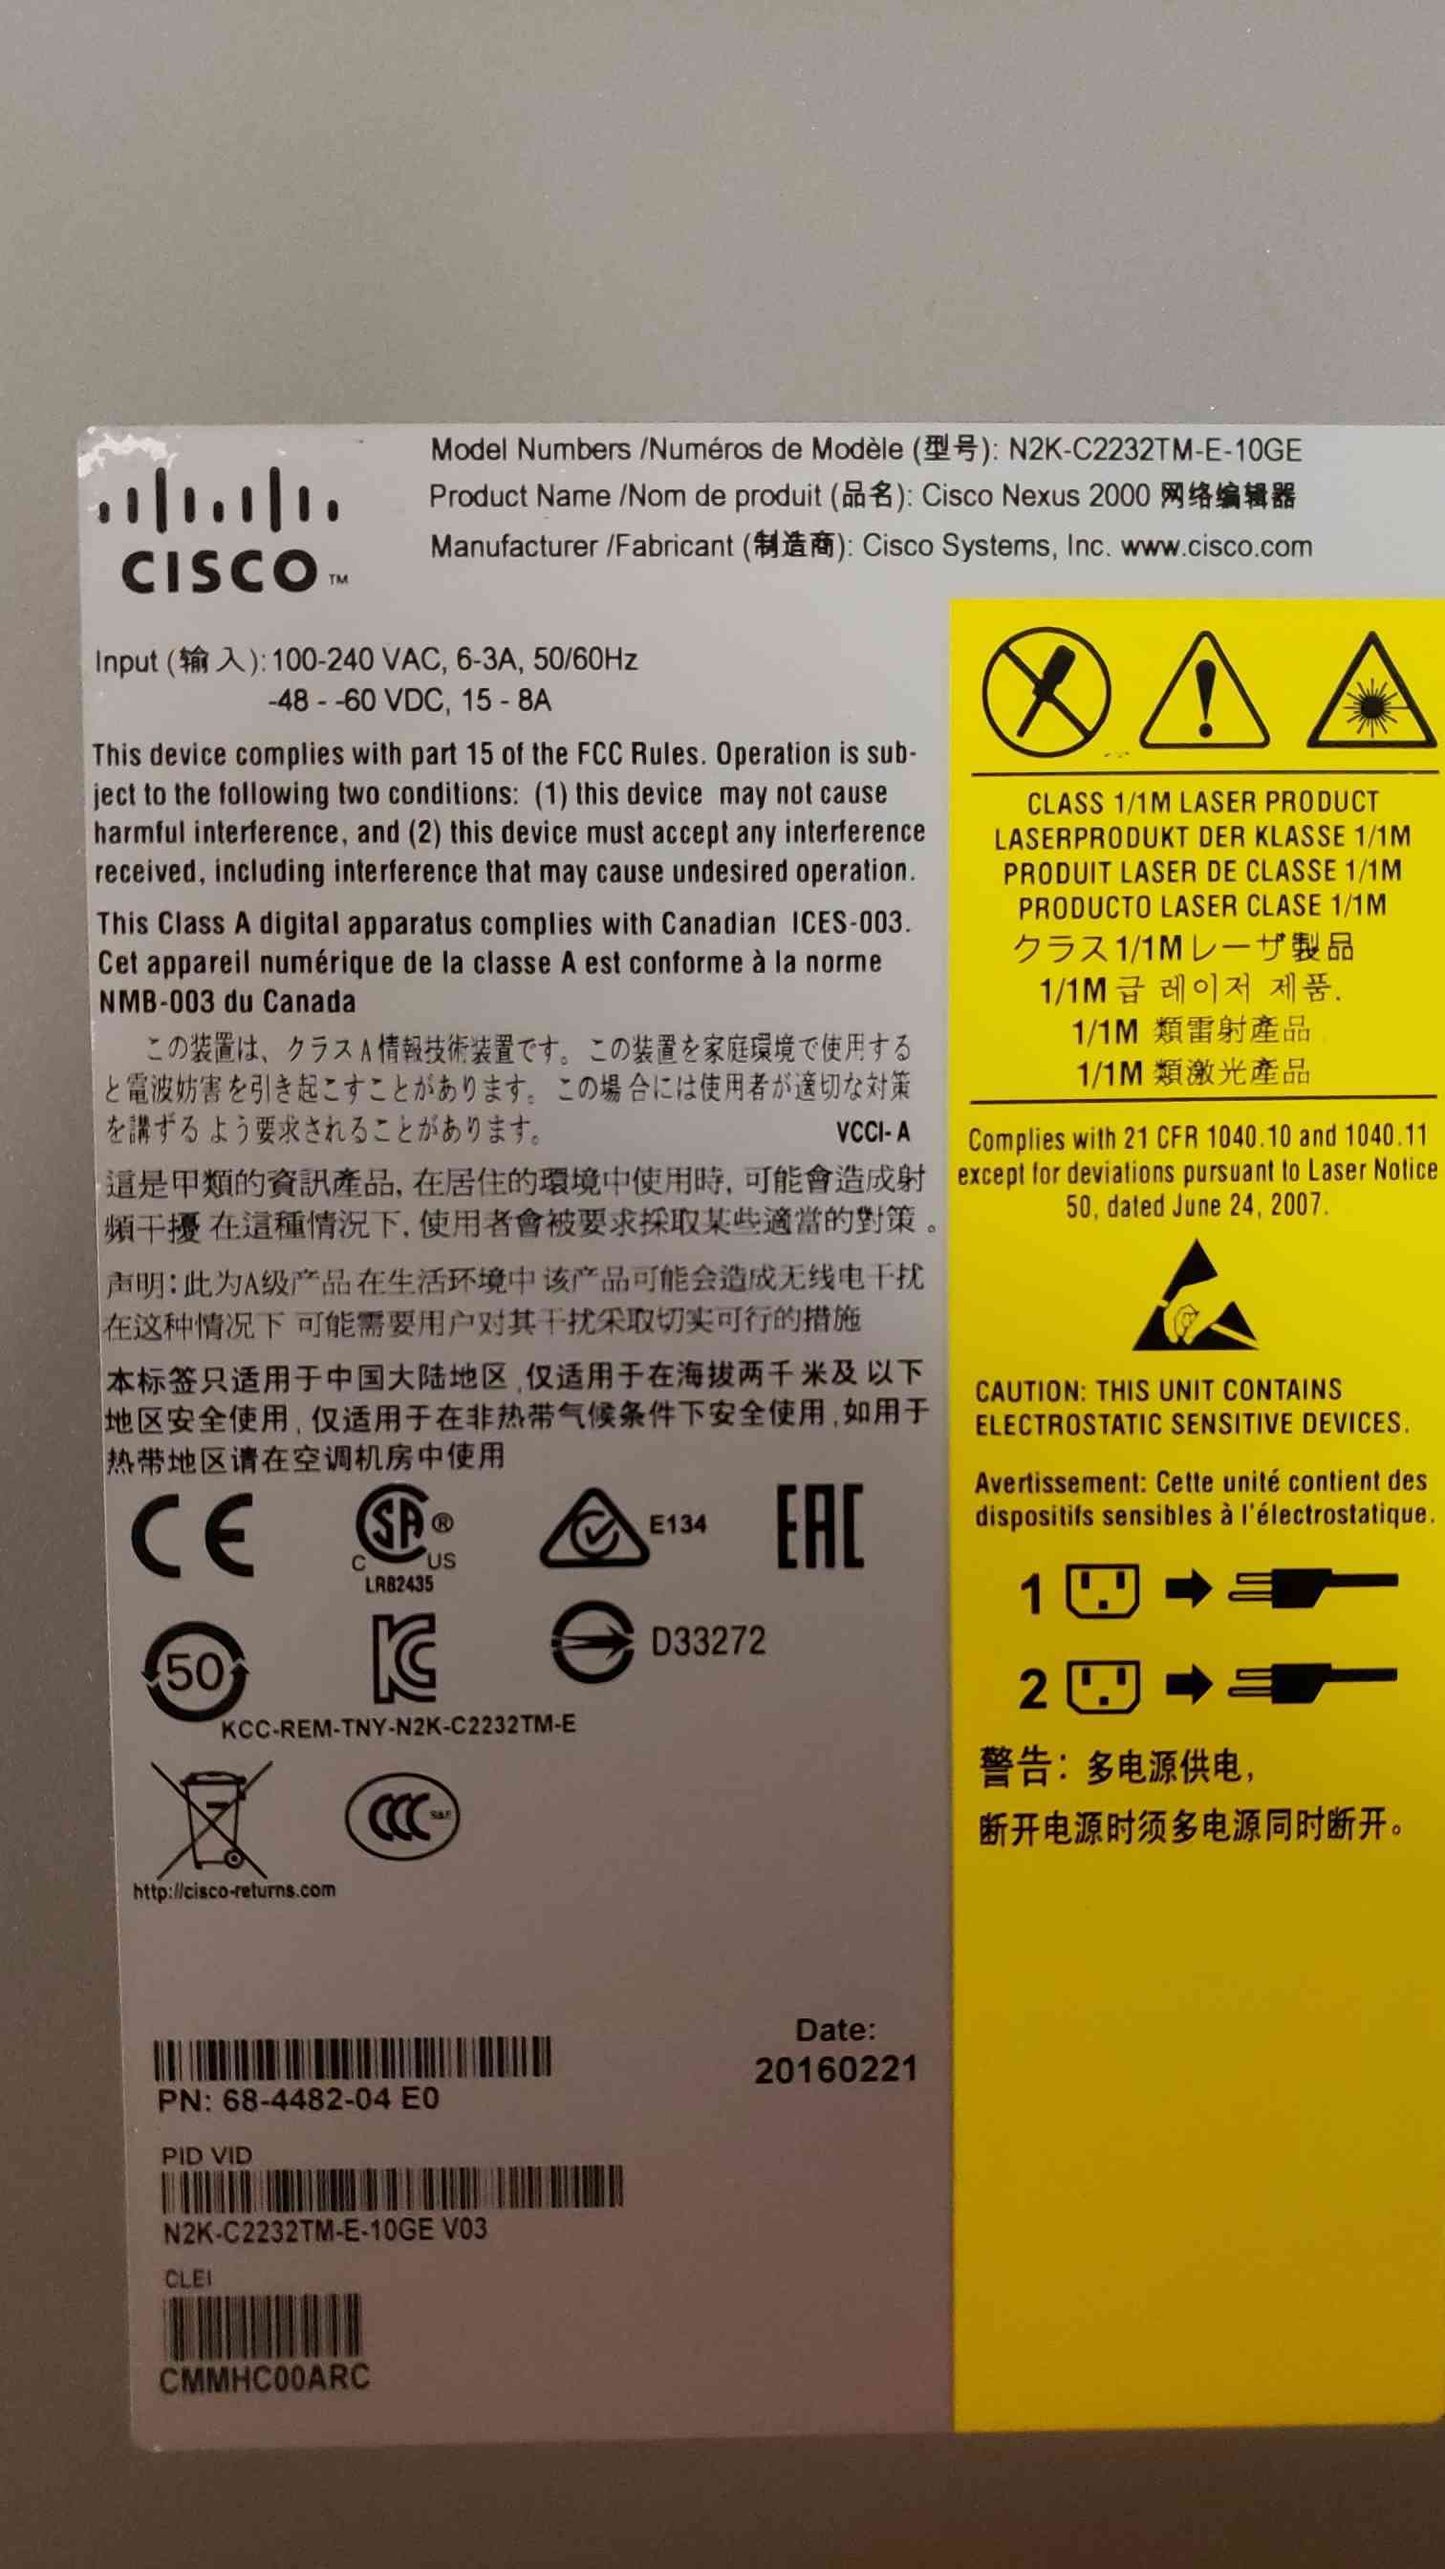 CISCO™
Model Numbers /Numéros de Modèle (型号): N2K-C2232TM-E-10GE
Product Name /Nom de produit (品名): Cisco Nexus 2000 网络编辑器
Manufacturer /Fabricant (制造商): Cisco Systems, Inc. www.cisco.com
Input (输入): 100-240 VAC, 6-3A, 50/60Hz
-48 - -60 VDC, 15 - 8A
This device complies with part 15 of the FCC Rules. Operation is sub-
ject to the following two conditions: (1) this device may not cause
harmful interference, and (2) this device must accept any interference
received, including interference that may cause undesired operation.
This Class A digital apparatus complies with Canadian ICES-003.
Cet appareil numérique de la classe A est conforme à la norme
NMB-003 du Canada
この装置は、クラスA情報技術装置です。この装置を家庭環境で使用する
と電波妨害を引き起こすことがあります。この場合には使用者が適切な対策
を講ずるよう要求されることがあります。 VCCI-A
這是甲類的資訊產品, 在居住的環境中使用時, 可能會造成射
頻干擾 在這種情況下, 使用者會被要求採取某些適當的對策。
声明:此为A级产品 在生活环境中 该产品可能会造成无线电干扰
在这种情况下 可能需要用户对其干扰采取切实可行的措施
本标签只适用于中国大陆地区,仅适用于在海拔两千米及以下
地区安全使用,仅适用于在非热带气候条件下安全使用,如用于
热带地区请在空调机房中使用
CE
SA ®
C US
LR82435
E134
EAC
50
KC
D33272
KCC-REM-TNY-N2K-C2232TM-E
CCC S&E
http://cisco-returns.com
Date:
20160221
PN: 68-4482-04 E0
PID VID
N2K-C2232TM-E-10GE V03
CLEI
CMMHC00ARC
CLASS 1/1M LASER PRODUCT
LASERPRODUKT DER KLASSE 1/1M
PRODUIT LASER DE CLASSE 1/1M
PRODUCTO LASER CLASE 1/1M
クラス1/1Mレーザ製品
1/1M 급 레이저 제품.
1/1M 類雷射產品
1/1M 類激光產品
Complies with 21 CFR 1040.10 and 1040.11
except for deviations pursuant to Laser Notice
50, dated June 24, 2007.
CAUTION: THIS UNIT CONTAINS
ELECTROSTATIC SENSITIVE DEVICES.
Avertissement: Cette unité contient des
dispositifs sensibles à l'électrostatique.
1
2
警告：多电源供电，
断开电源时须多电源同时断开。